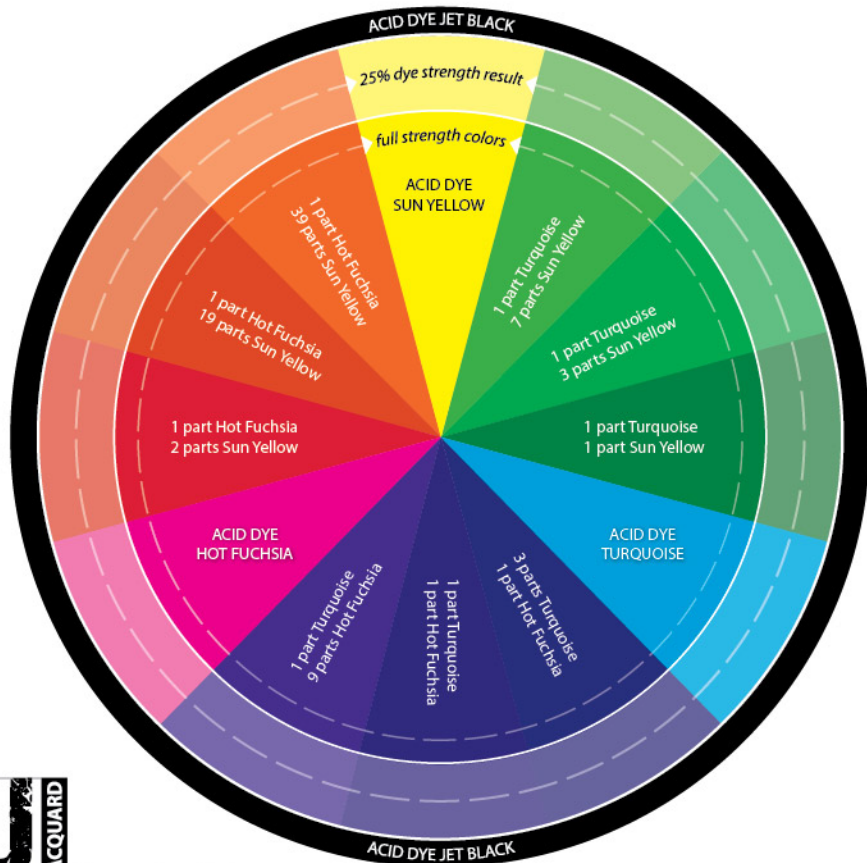 ACID DYE JET BLACK
25% dye strength result
full strength colors
ACID DYE
SUN YELLOW
1 part Turquoise
7 parts Sun Yellow
1 part Turquoise
3 parts Sun Yellow
1 part Turquoise
1 part Sun Yellow
ACID DYE
TURQUOISE
3 parts Turquoise
1 part Hot Fuchsia
1 part Turquoise
1 part Hot Fuchsia
1 part Turquoise
9 parts Hot Fuchsia
ACID DYE
HOT FUCHSIA
1 part Hot Fuchsia
2 parts Sun Yellow
1 part Hot Fuchsia
19 parts Sun Yellow
1 part Hot Fuchsia
39 parts Sun Yellow
ACID DYE JET BLACK